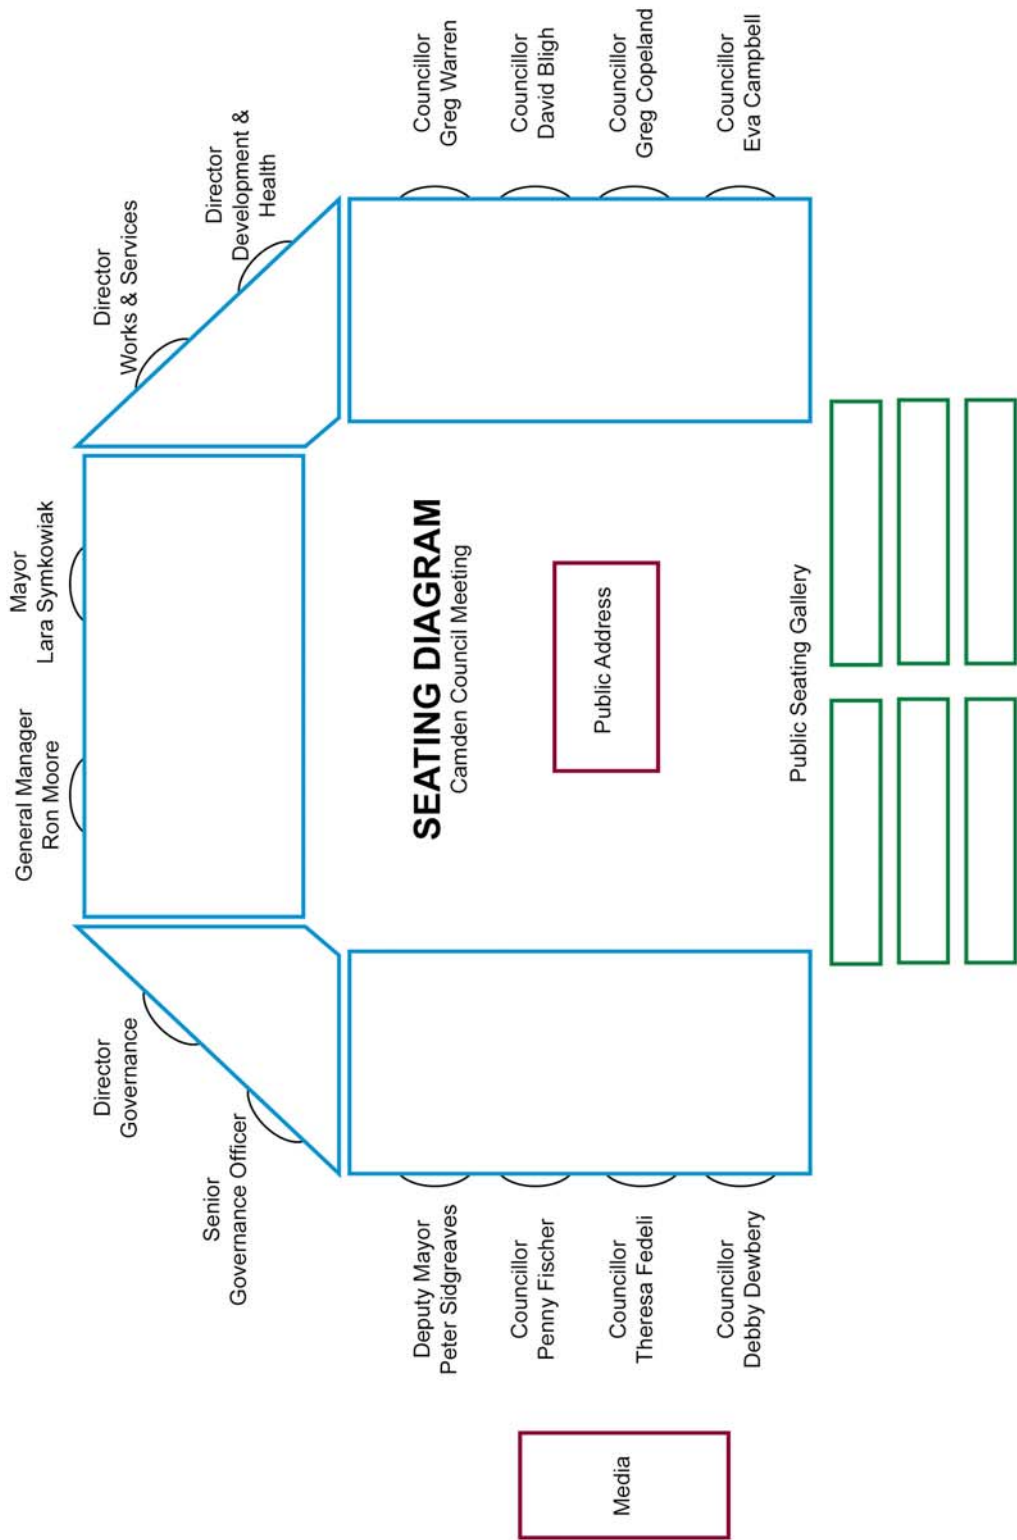 SEATING DIAGRAM
Camden Council Meeting
General Manager
Ron Moore
Mayor
Lara Symkowiak
Director
Governance
Director
Works & Services
Senior
Governance Officer
Director
Development &
Health
Deputy Mayor
Peter Sidgreaves
Councillor
Greg Warren
Councillor
Penny Fischer
Councillor
David Bligh
Councillor
Theresa Fedeli
Councillor
Greg Copeland
Councillor
Debby Dewbery
Councillor
Eva Campbell
Media
Public Address
Public Seating Gallery